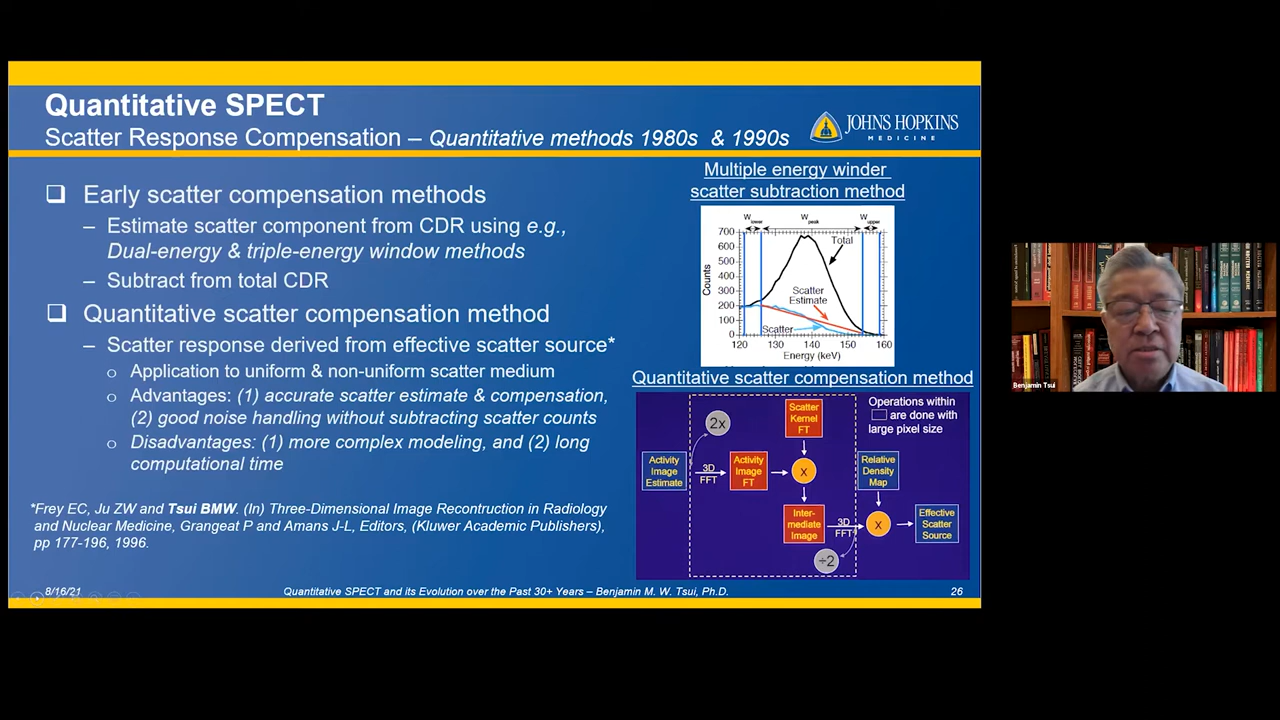 Quantitative SPECT
Scatter Response Compensation – Quantitative methods 1980s & 1990s
JOHNS HOPKINS
MEDICINE
❑ Early scatter compensation methods
– Estimate scatter component from CDR using e.g.,
Dual-energy & triple-energy window methods
– Subtract from total CDR
❑ Quantitative scatter compensation method
– Scatter response derived from effective scatter source*
o Application to uniform & non-uniform scatter medium
o Advantages: (1) accurate scatter estimate & compensation,
(2) good noise handling without subtracting scatter counts
o Disadvantages: (1) more complex modeling, and (2) long
computational time
*Frey EC, Ju ZW and Tsui BMW. (In) Three-Dimensional Image Recontruction in Radiology
and Nuclear Medicine, Grangeat P and Amans J-L, Editors, (Kluwer Academic Publishers),
pp 177-196, 1996.
Multiple energy winder
scatter subtraction method
Wlower Wpeak Wupper
700
600
500
400
300
200
100
0
Counts
Total
Scatter
Estimate
Scatter
120 130 140 150 160
Energy (keV)
Quantitative scatter compensation method
Operations within
are done with
large pixel size
2x
Scatter
Kernel
FT
Activity
Image
Estimate
3D
FFT
Activity
Image
FT
x
Relative
Density
Map
Inter-
mediate
Image
3D
FFT
x
Effective
Scatter
Source
÷2
8/16/21
Quantitative SPECT and its Evolution over the Past 30+ Years – Benjamin M. W. Tsui, Ph.D.
26
Benjamin Tsui